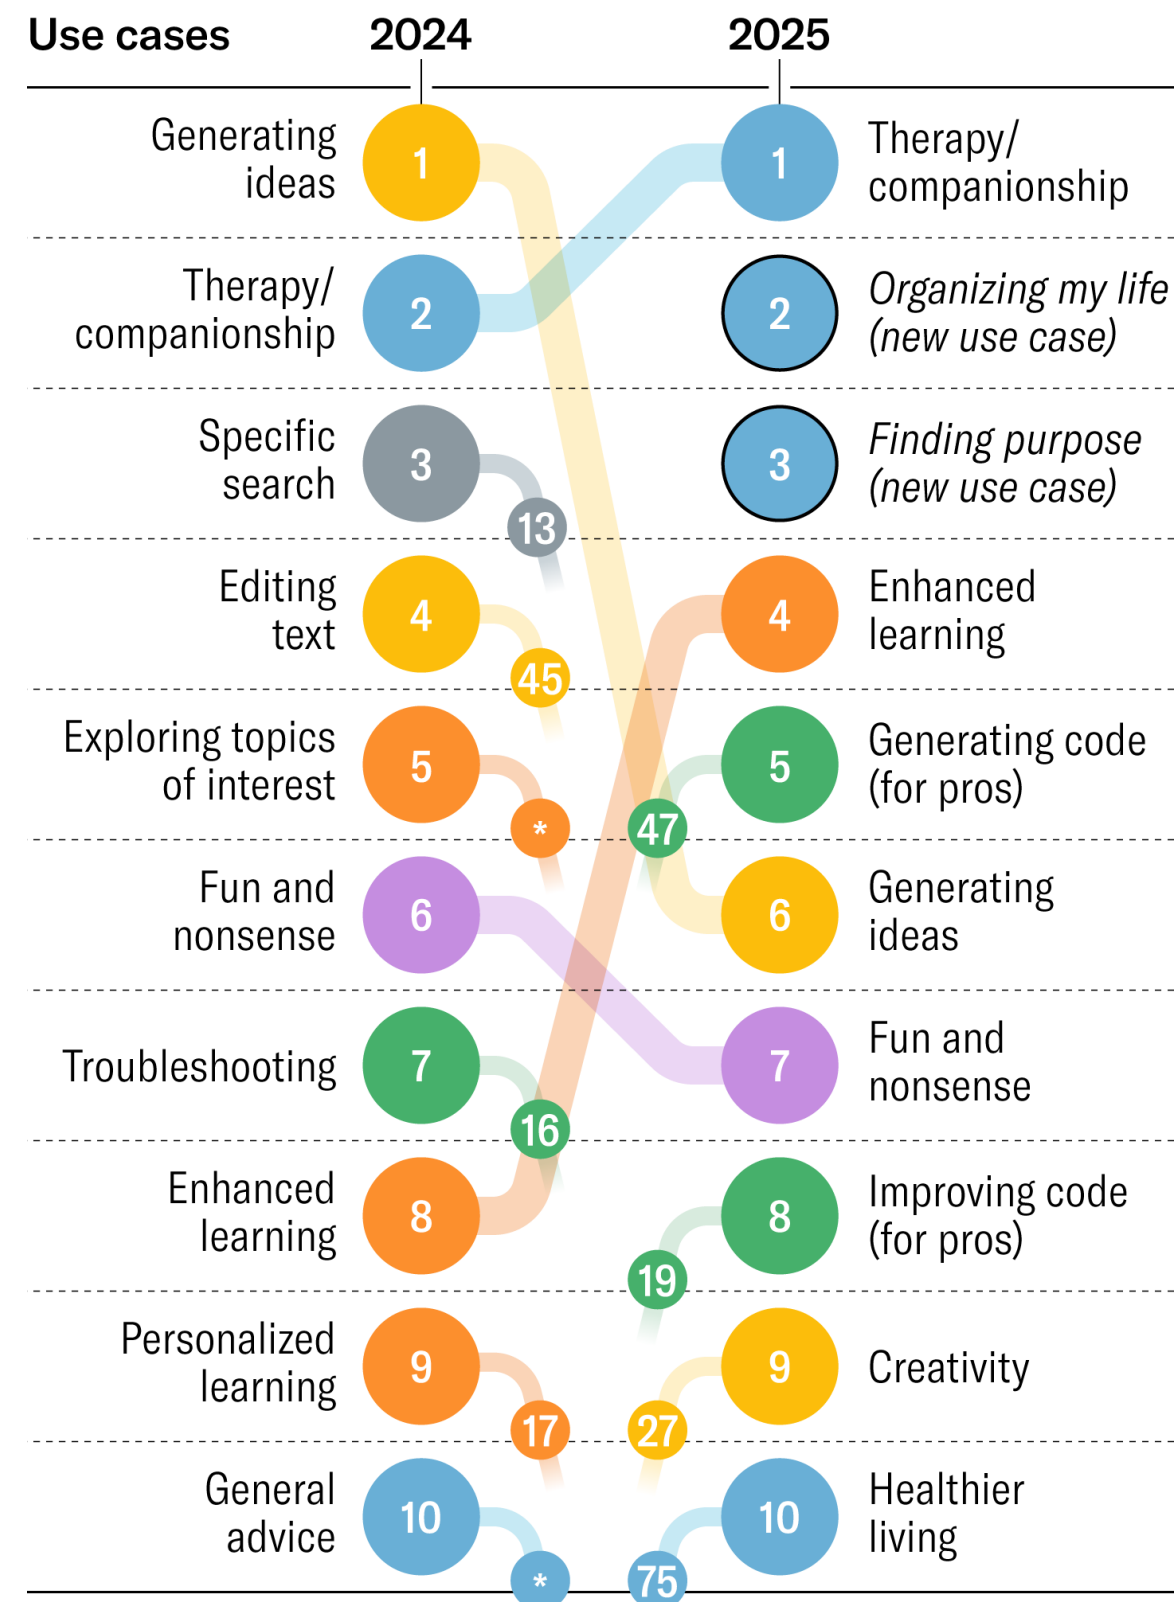 Use cases 2024 2025
Generating
ideas
1
1
Therapy/
companionship
Therapy/
companionship
2
2
Organizing my life
(new use case)
Specific
search
3
13
3
Finding purpose
(new use case)
Editing
text
4
45
4
Enhanced
learning
Exploring topics
of interest
5
*
47
5
Generating code
(for pros)
Fun and
nonsense
6
6
Generating
ideas
Troubleshooting
7
16
7
Fun and
nonsense
Enhanced
learning
8
19
8
Improving code
(for pros)
Personalized
learning
9
17
27
9
Creativity
General
advice
10
*
75
10
Healthier
living